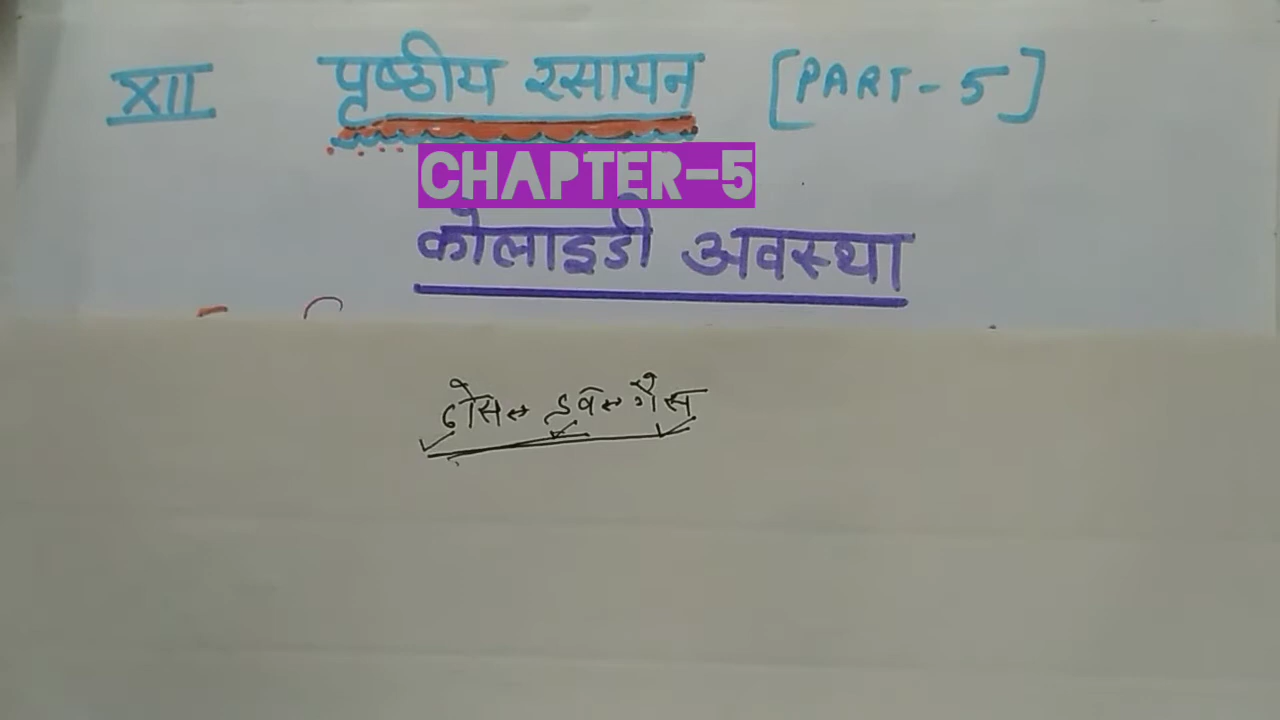 XII पृष्ठीय रसायन [PART-5]
CHAPTER-5
कोलाइडी अवस्था
ठोस ↔ द्रव ↔ गैस